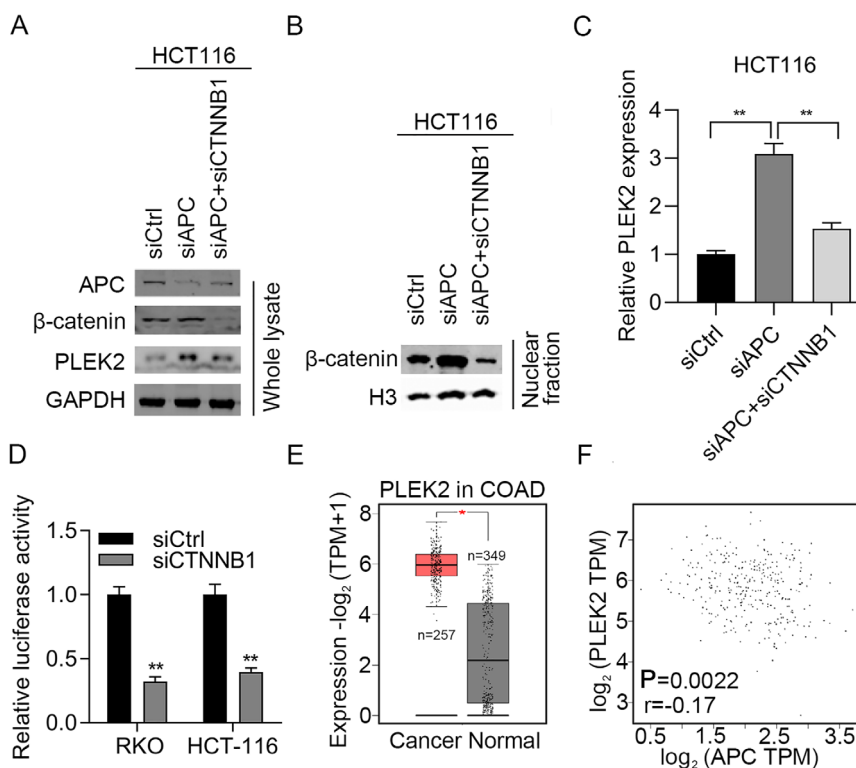 A
HCT116
siCtrl
siAPC
siAPC+siCTNNB1
APC
β-catenin
PLEK2
GAPDH
Whole lysate
B
HCT116
siCtrl
siAPC
siAPC+siCTNNB1
β-catenin
H3
Nuclear
fraction
C
HCT116
Relative PLEK2 expression
4
3
2
1
0
**
**
siCtrl
siAPC
siAPC+siCTNNB1
D
Relative luciferase activity
1.5
1.0
0.5
0.0
siCtrl
siCTNNB1
**
**
RKO
HCT-116
E
PLEK2 in COAD
Expression -log2 (TPM+1)
8
6
4
2
0
*
n=349
n=257
Cancer Normal
F
log2 (PLEK2 TPM)
7
6
5
4
3
P=0.0022
r=-0.17
0.5 1.5 2.5 3.5
log2 (APC TPM)